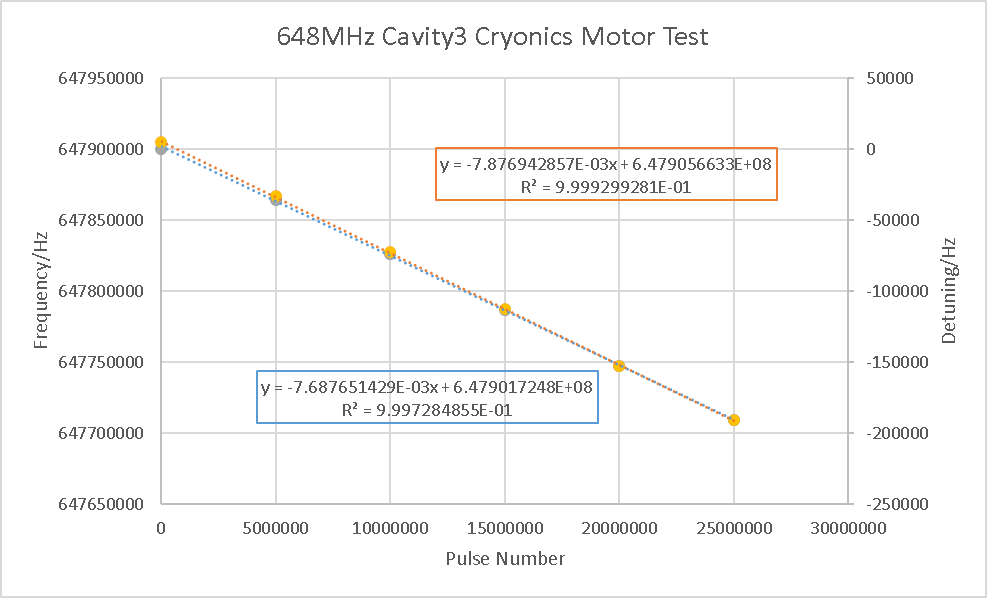 648MHz Cavity3 Cryonics Motor Test
647950000
647900000
647850000
647800000
647750000
647700000
647650000
Frequency/Hz
50000
0
-50000
-100000
-150000
-200000
-250000
Detuning/Hz
y = -7.876942857E-03x + 6.479056633E+08
R² = 9.999299281E-01
y = -7.687651429E-03x + 6.479017248E+08
R² = 9.997284855E-01
0 5000000 10000000 15000000 20000000 25000000 30000000
Pulse Number